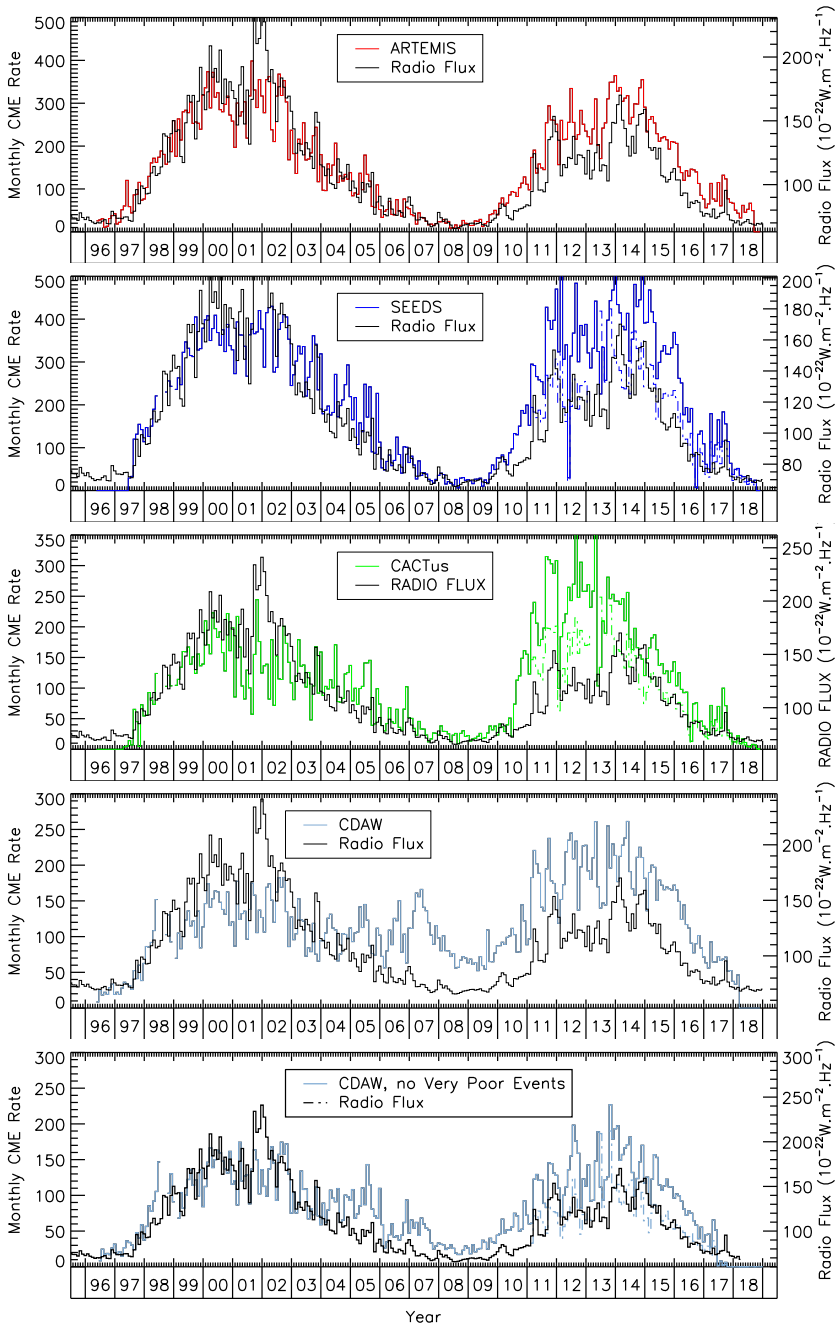 500
400
300
200
100
0
Monthly CME Rate
ARTEMIS
Radio Flux
200
150
100
Radio Flux (10⁻²²W.m⁻².Hz⁻¹)
96 97 98 99 00 01 02 03 04 05 06 07 08 09 10 11 12 13 14 15 16 17 18
500
400
300
200
100
0
Monthly CME Rate
SEEDS
Radio Flux
200
180
160
140
120
100
80
Radio Flux (10⁻²²W.m⁻².Hz⁻¹)
96 97 98 99 00 01 02 03 04 05 06 07 08 09 10 11 12 13 14 15 16 17 18
350
300
250
200
150
100
50
0
Monthly CME Rate
CACTus
RADIO FLUX
250
200
150
100
RADIO FLUX (10⁻²²W.m⁻².Hz⁻¹)
96 97 98 99 00 01 02 03 04 05 06 07 08 09 10 11 12 13 14 15 16 17 18
300
250
200
150
100
50
0
Monthly CME Rate
CDAW
Radio Flux
200
150
100
Radio Flux (10⁻²²W.m⁻².Hz⁻¹)
96 97 98 99 00 01 02 03 04 05 06 07 08 09 10 11 12 13 14 15 16 17 18
300
250
200
150
100
50
0
Monthly CME Rate
CDAW, no Very Poor Events
Radio Flux
300
250
200
150
100
Radio Flux (10⁻²²W.m⁻².Hz⁻¹)
96 97 98 99 00 01 02 03 04 05 06 07 08 09 10 11 12 13 14 15 16 17 18
Year